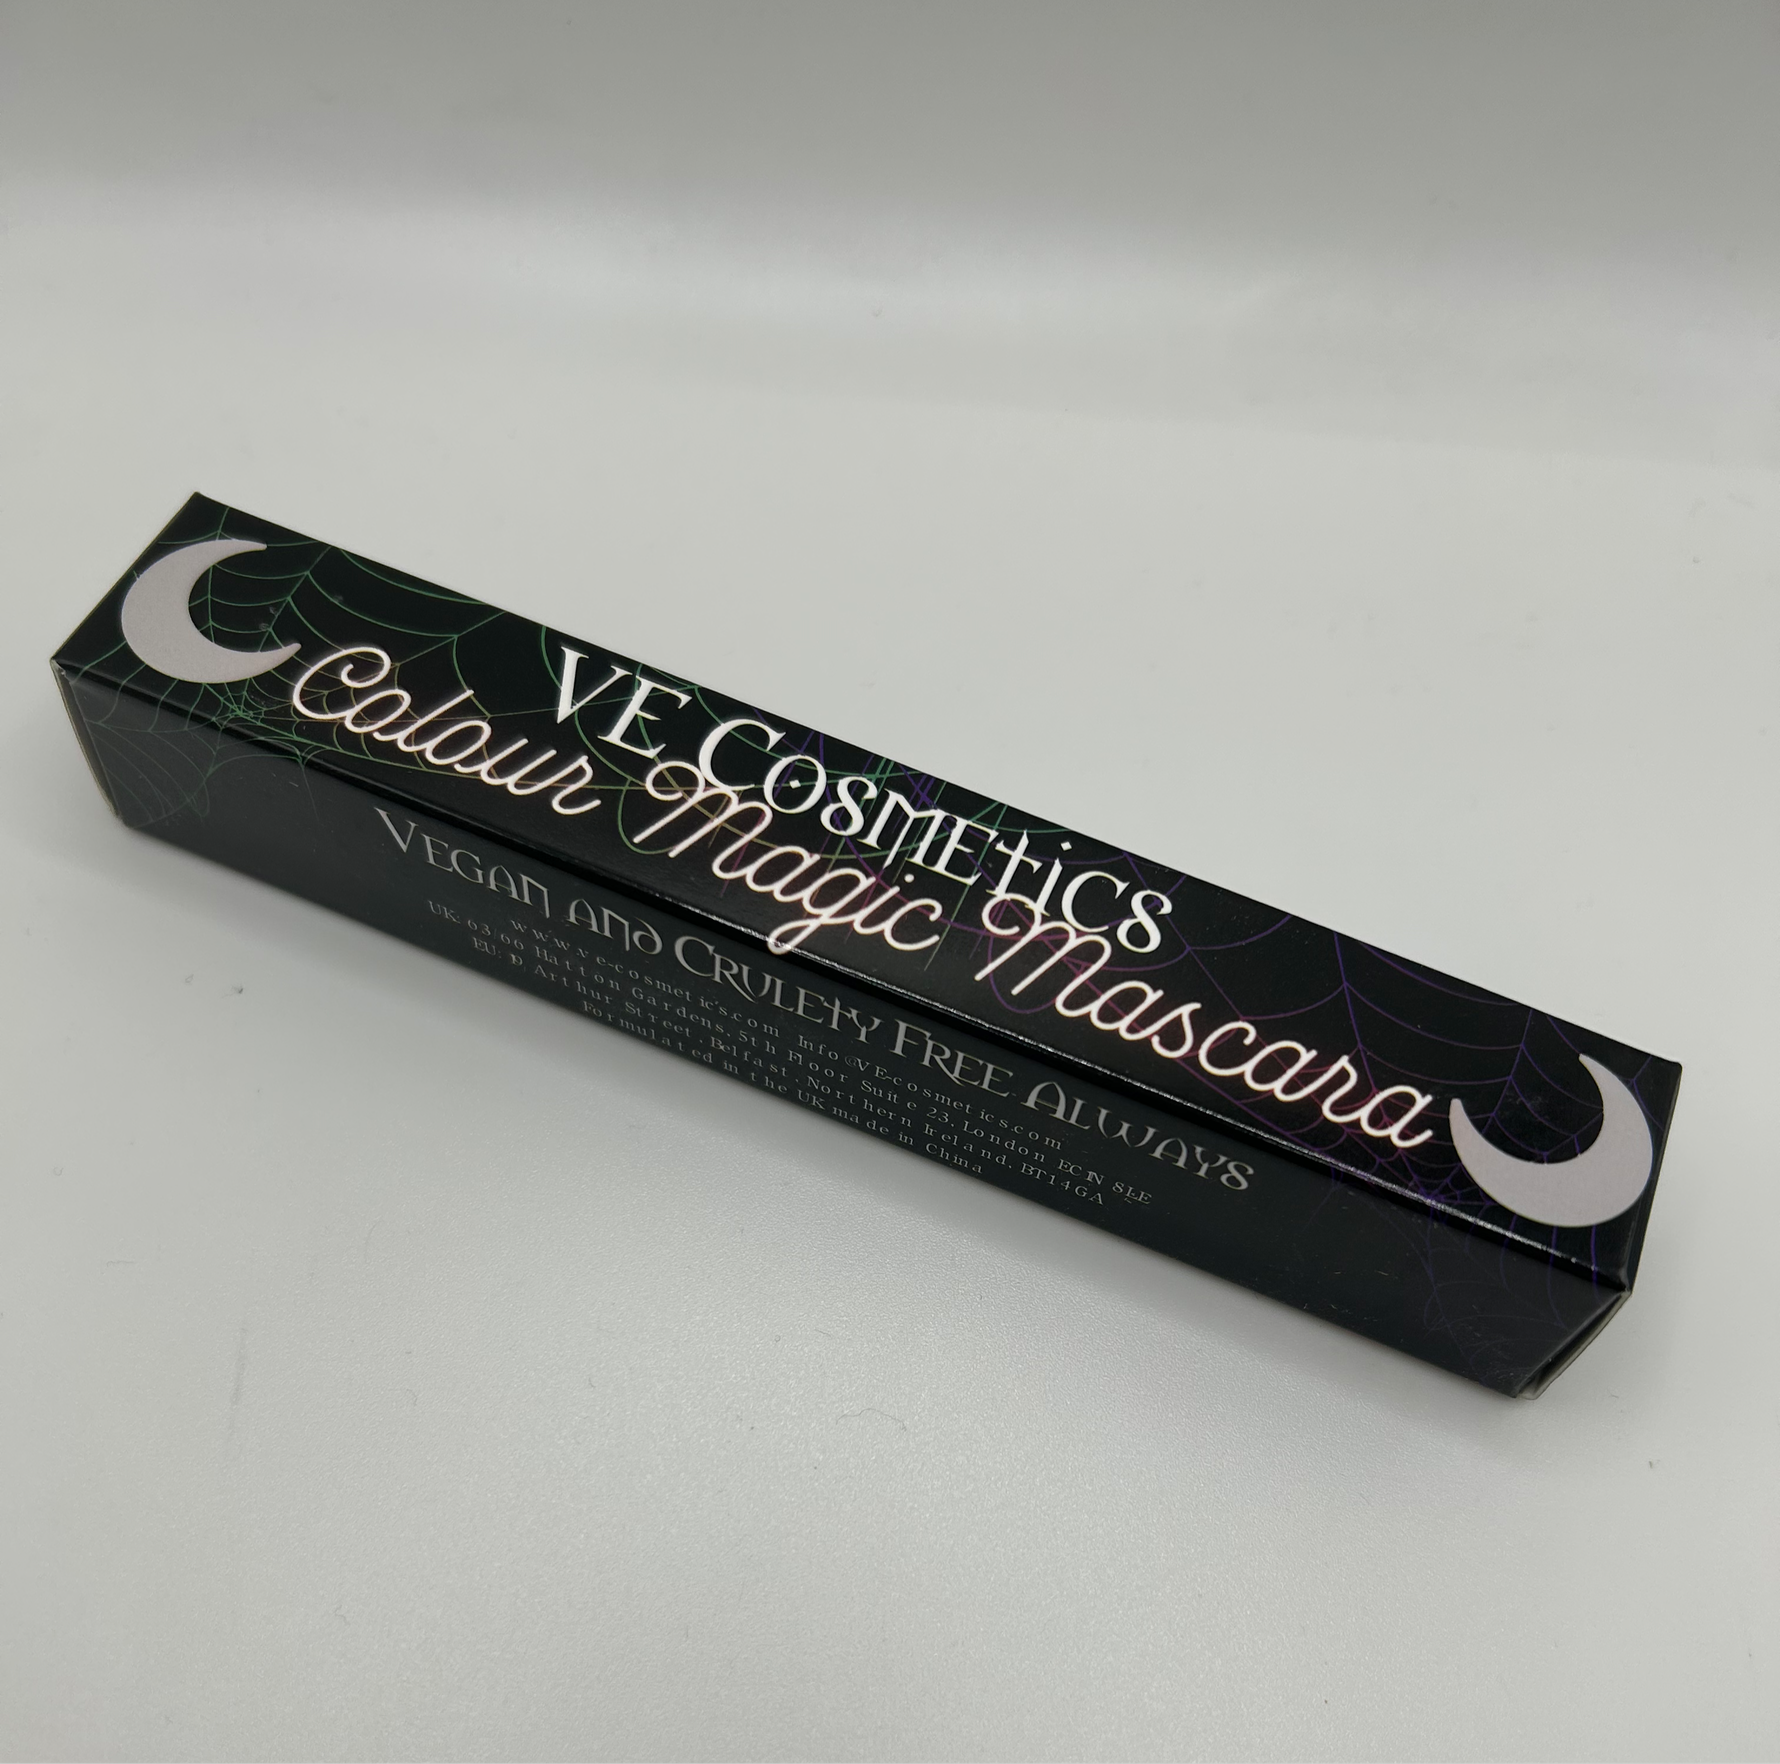 VE COSMETiCS
Colour Magic Mascara
VEGAN AND CRULETY FREE ALWAYS
www.ve-cosmetics.com Info@VE-cosmetics.com
UK: 63/66 Hatton Gardens, 5th Floor Suite 23, London EC1N 8LE
EU: Arthur Street, Belfast, Northern Ireland, BT1 4GA
Formulated in the UK made in China